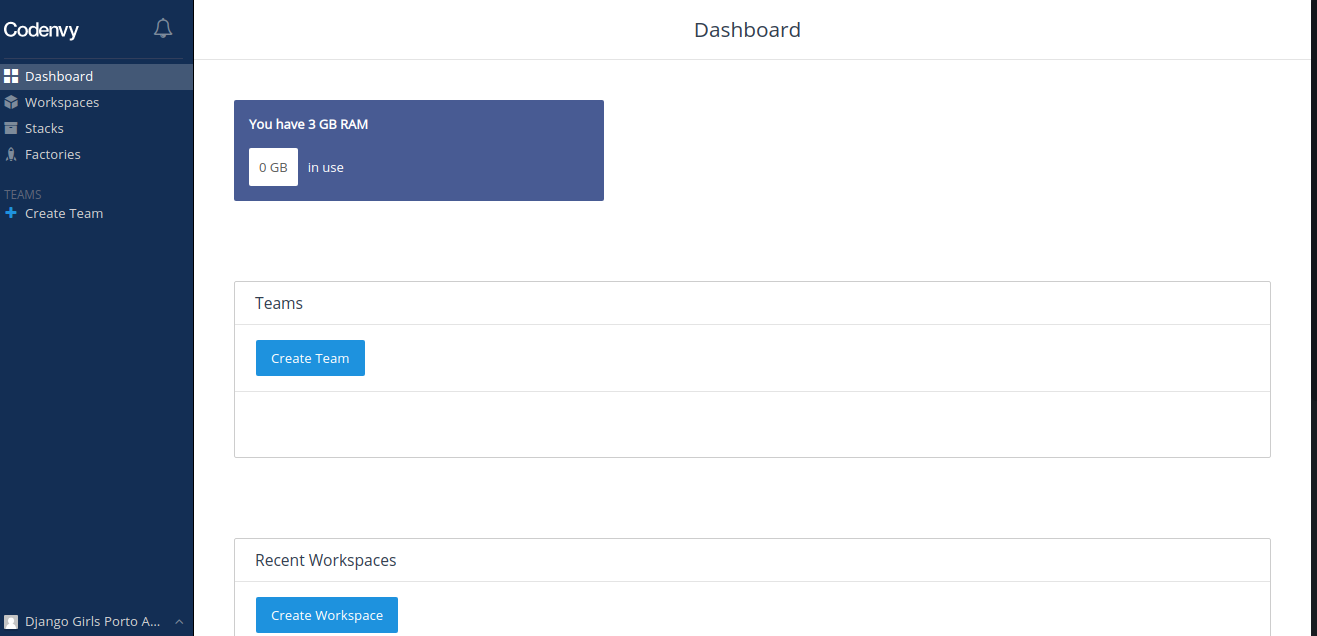 Codenvy
Dashboard
Workspaces
Stacks
Factories
TEAMS
Create Team
Django Girls Porto A...
Dashboard
You have 3 GB RAM
0 GB in use
Teams
Create Team
Recent Workspaces
Create Workspace